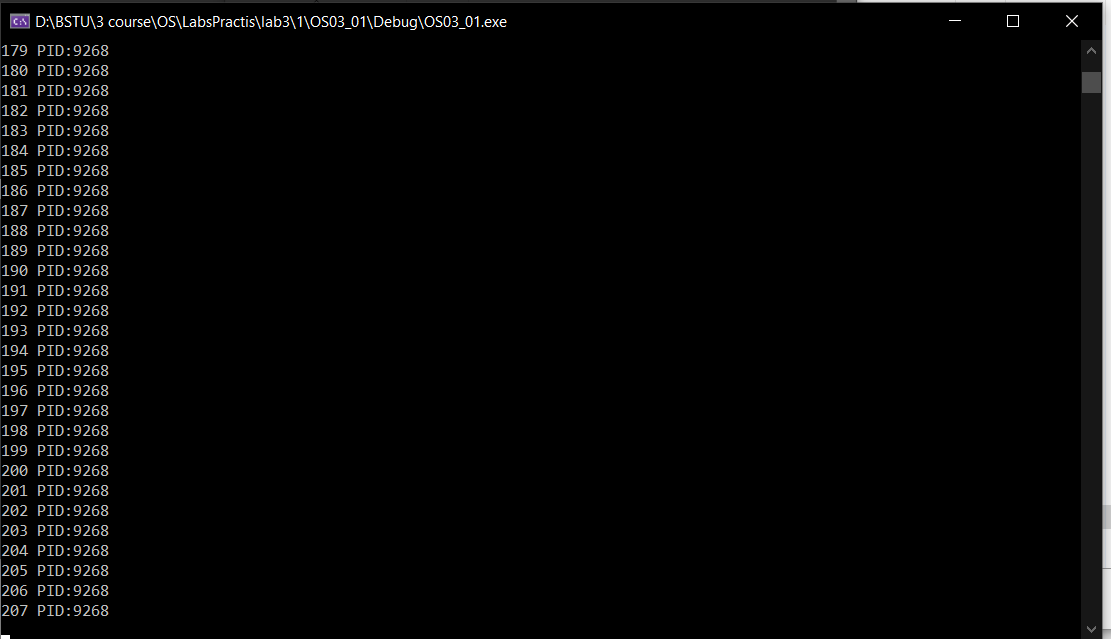 D:\BSTU\3 course\OS\LabsPractis\lab3\1\OS03_01\Debug\OS03_01.exe
179 PID:9268
180 PID:9268
181 PID:9268
182 PID:9268
183 PID:9268
184 PID:9268
185 PID:9268
186 PID:9268
187 PID:9268
188 PID:9268
189 PID:9268
190 PID:9268
191 PID:9268
192 PID:9268
193 PID:9268
194 PID:9268
195 PID:9268
196 PID:9268
197 PID:9268
198 PID:9268
199 PID:9268
200 PID:9268
201 PID:9268
202 PID:9268
203 PID:9268
204 PID:9268
205 PID:9268
206 PID:9268
207 PID:9268